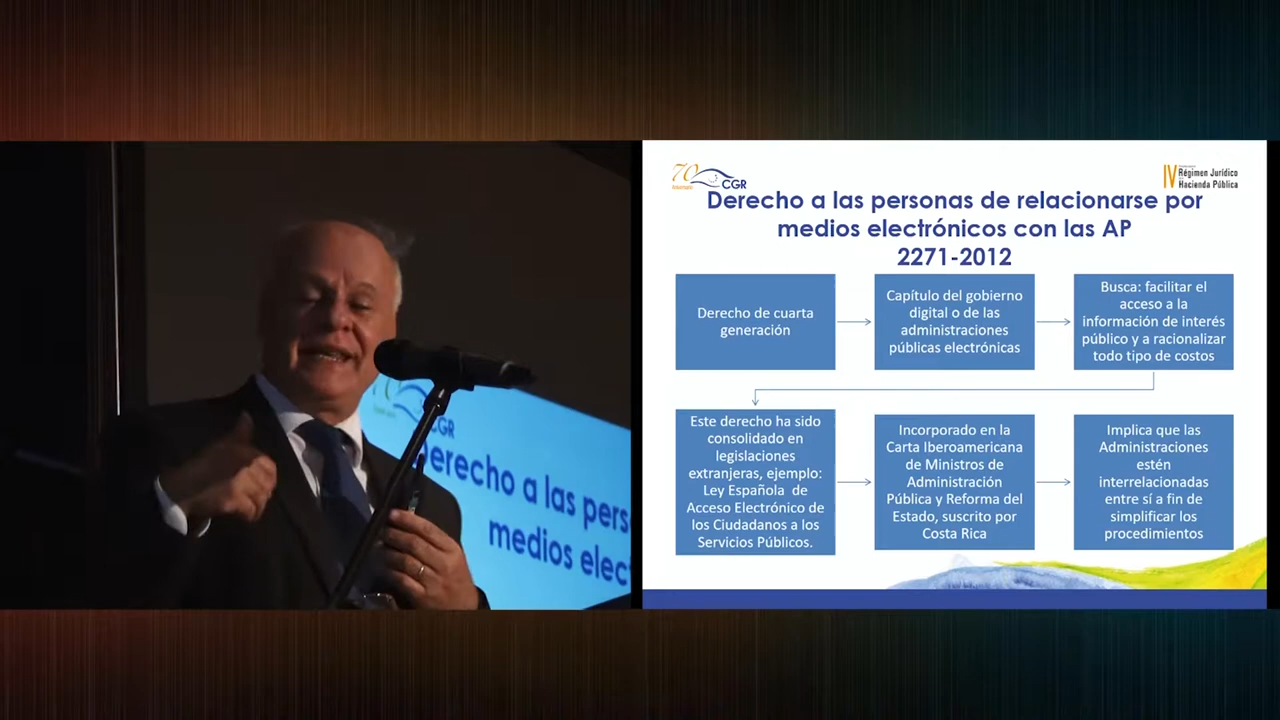 70
Aniversario
CGR
IV
Régimen Jurídico
Hacienda Pública
Derecho a las personas de relacionarse por
medios electrónicos con las AP
2271-2012
Derecho de cuarta
generación
Capítulo del gobierno
digital o de las
administraciones
públicas electrónicas
Busca: facilitar el
acceso a la
información de interés
público y a racionalizar
todo tipo de costos
Este derecho ha sido
consolidado en
legislaciones
extranjeras, ejemplo:
Ley Española de
Acceso Electrónico de
los Ciudadanos a los
Servicios Públicos.
Incorporado en la
Carta Iberoamericana
de Ministros de
Administración
Pública y Reforma del
Estado, suscrito por
Costa Rica
Implica que las
Administraciones
estén
interrelacionadas
entre sí a fin de
simplificar los
procedimientos
CGR
Derecho a las pers
medios elec